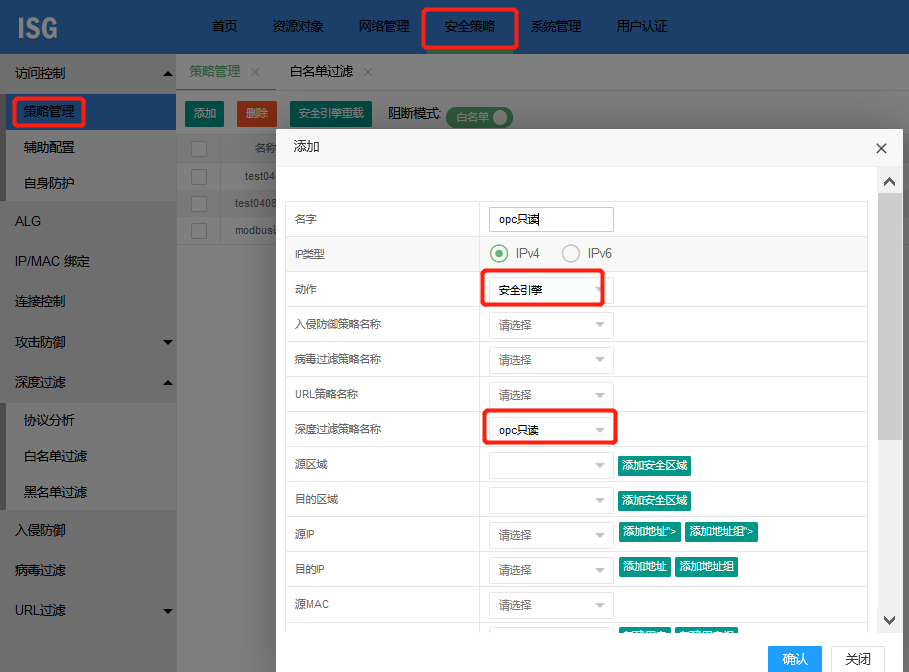 ISG
首页 资源对象 网络管理 安全策略 系统管理 用户认证
访问控制
策略管理
辅助配置
自身防护
ALG
IP/MAC 绑定
连接控制
攻击防御
深度过滤
协议分析
白名单过滤
黑名单过滤
入侵防御
病毒过滤
URL过滤
策略管理 × 白名单过滤 ×
添加 删除 安全引擎重载 阻断模式: 白名单
名称
test04
test0408
modbus
添加 ×
名字 opc只读
IP类型 IPv4 IPv6
动作 安全引擎
入侵防御策略名称 请选择
病毒过滤策略名称 请选择
URL策略名称 请选择
深度过滤策略名称 opc只读
源区域 添加安全区域
目的区域 添加安全区域
源IP 请选择 添加地址"> 添加地址组">
目的IP 请选择 添加地址 添加地址组
源MAC 请选择
确认 关闭